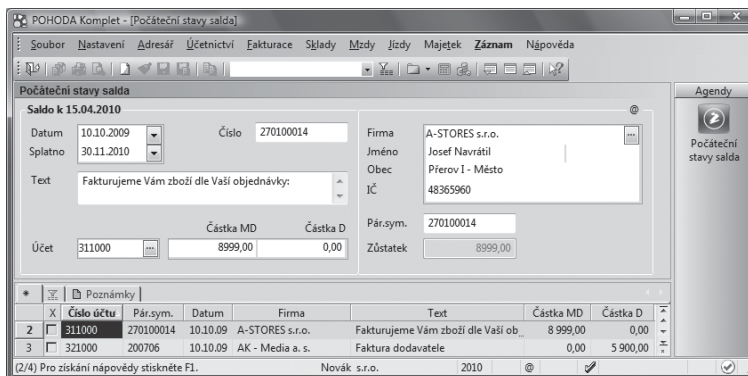 POHODA Komplet - [Počáteční stavy salda]
Soubor Nastavení Adresář Účetnictví Fakturace Sklady Mzdy Jízdy Majetek Záznam Nápověda
Počáteční stavy salda
Agendy
Saldo k 15.04.2010
@
Datum 10.10.2009 Číslo 270100014 Firma A-STORES s.r.o.
Splatno 30.11.2010 Jméno Josef Navrátil
Obec Přerov I - Město
Text Fakturujeme Vám zboží dle Vaší objednávky: IČ 48365960
Počáteční
stavy salda
Částka MD Částka D Pár.sym. 270100014
Účet 311000 8999,00 0,00 Zůstatek 8999,00
* Poznámky
X Číslo účtu Pár.sym. Datum Firma Text Částka MD Částka D
2 311000 270100014 10.10.09 A-STORES s.r.o. Fakturujeme Vám zboží dle Vaší ob... 8 999,00 0,00
3 321000 200706 10.10.09 AK - Media a. s. Faktura dodavatele 0,00 5 900,00
(2/4) Pro získání nápovědy stiskněte F1. Novák s.r.o. 2010 @